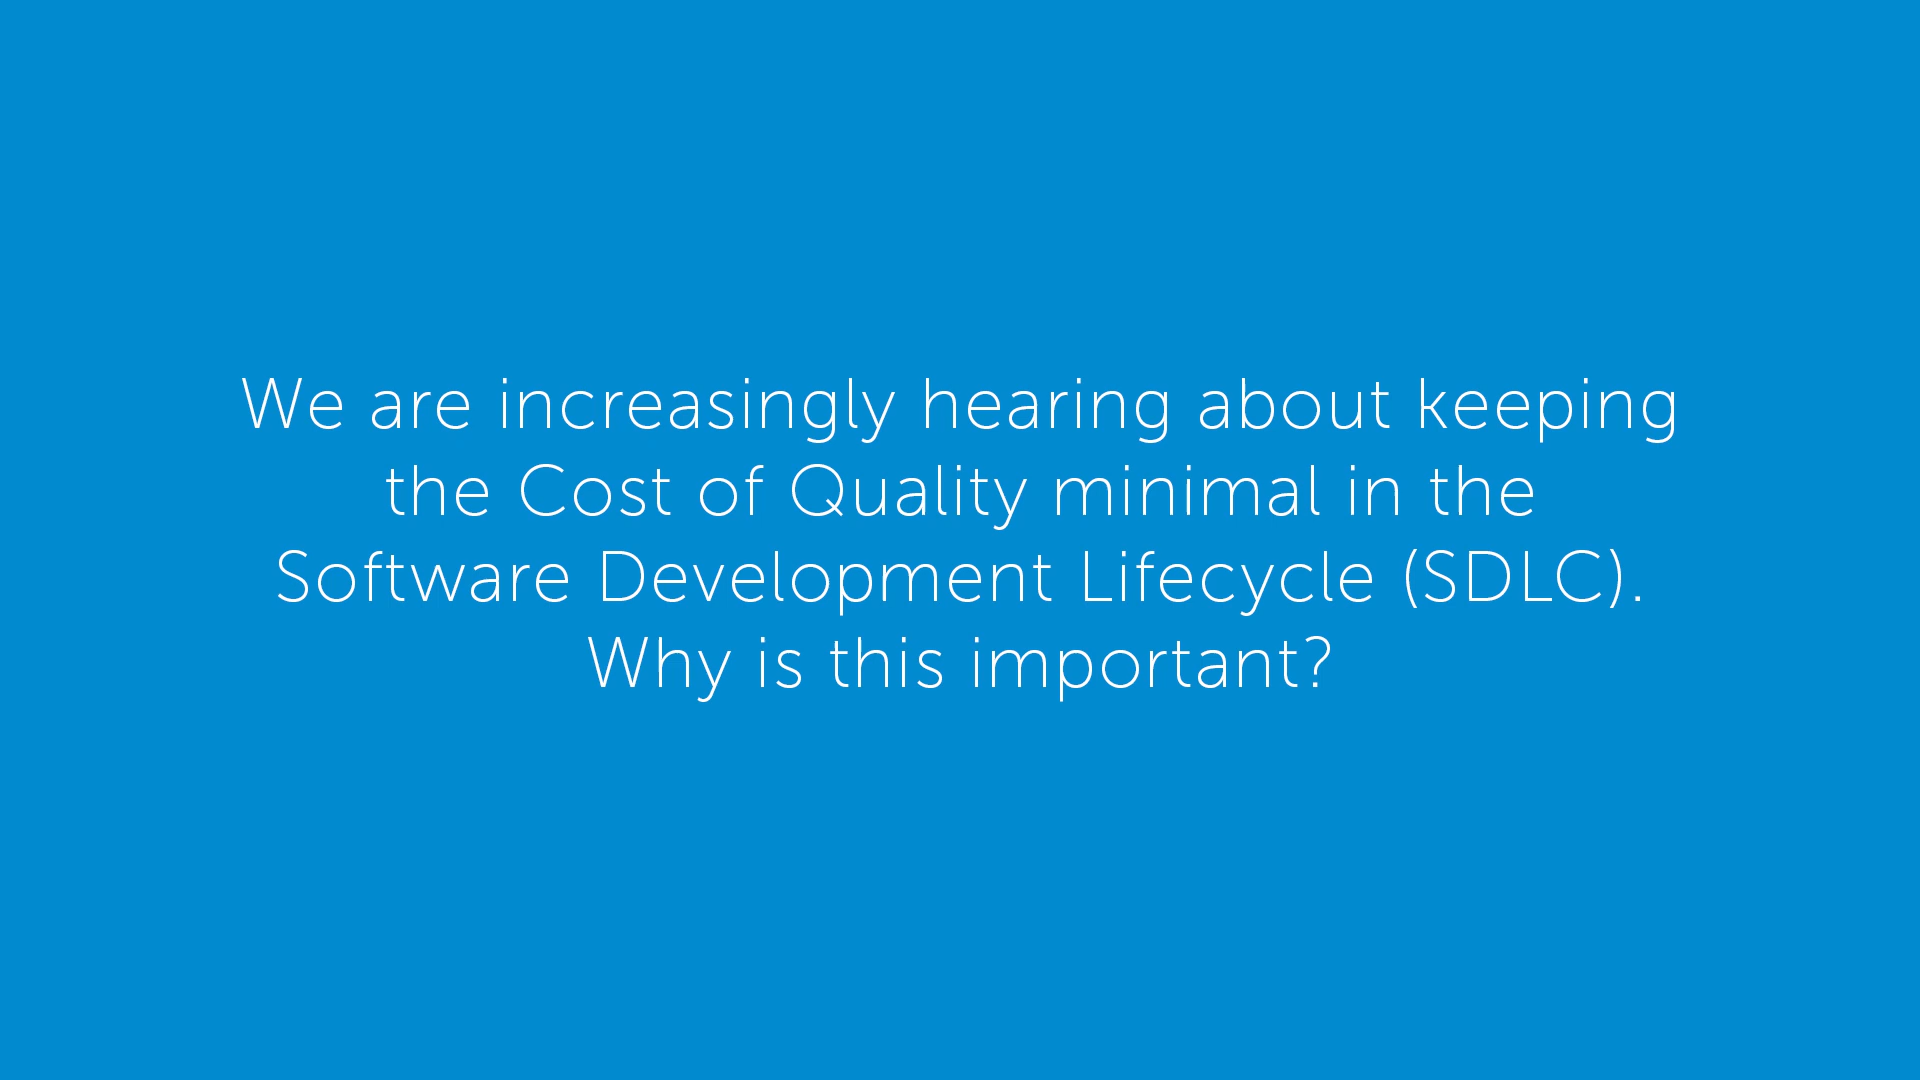 We are increasingly hearing about keeping
the Cost of Quality minimal in the
Software Development Lifecycle (SDLC).
Why is this important?